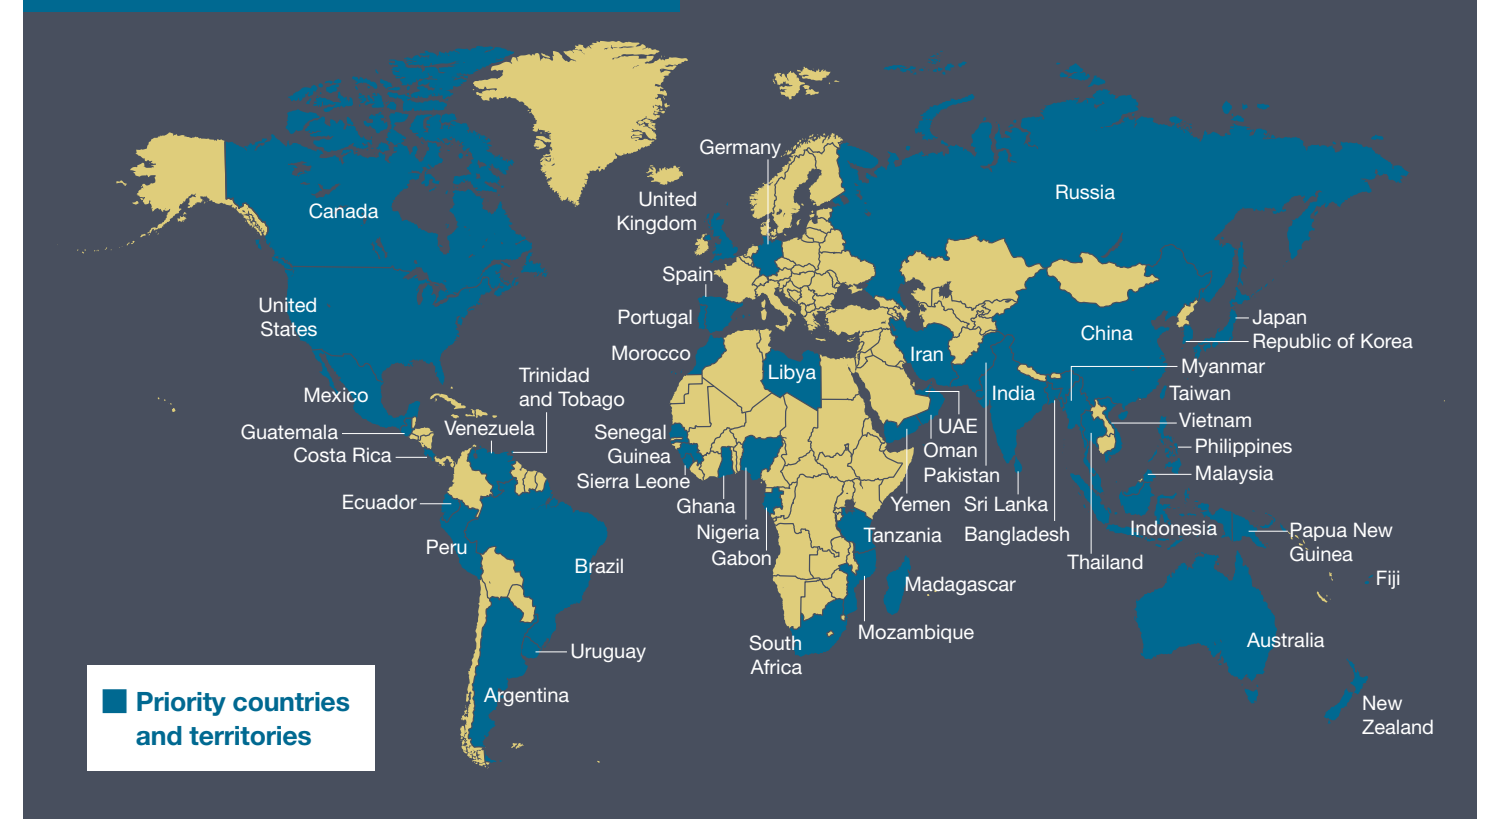 Germany
United
Kingdom
Canada
Russia
Spain
United
States
Portugal
Japan
China
Republic of Korea
Morocco
Iran
Myanmar
Libya
Trinidad
and Tobago
Mexico
India
Taiwan
Guatemala
Venezuela
Senegal
UAE
Vietnam
Costa Rica
Guinea
Oman
Philippines
Sierra Leone
Pakistan
Malaysia
Ecuador
Ghana
Yemen
Sri Lanka
Nigeria
Tanzania
Bangladesh
Indonesia
Papua New
Guinea
Peru
Gabon
Thailand
Brazil
Madagascar
Fiji
Mozambique
South
Africa
Australia
Uruguay
Argentina
New
Zealand
Priority countries
and territories